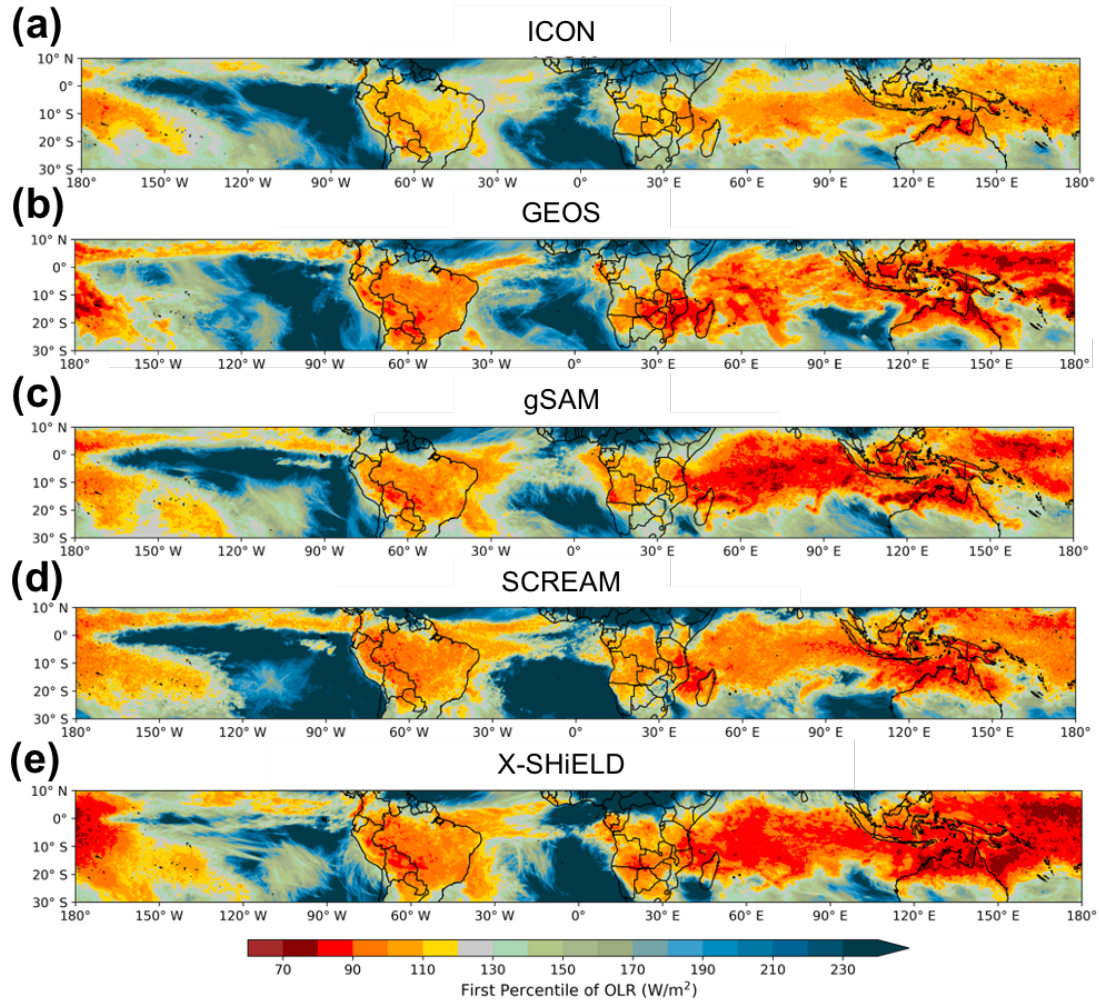 (a)
ICON
10° N
0°
10° S
20° S
30° S
180° 150° W 120° W 90° W 60° W 30° W 0° 30° E 60° E 90° E 120° E 150° E 180°
(b)
GEOS
10° N
0°
10° S
20° S
30° S
180° 150° W 120° W 90° W 60° W 30° W 0° 30° E 60° E 90° E 120° E 150° E 180°
(c)
gSAM
10° N
0°
10° S
20° S
30° S
180° 150° W 120° W 90° W 60° W 30° W 0° 30° E 60° E 90° E 120° E 150° E 180°
(d)
SCREAM
10° N
0°
10° S
20° S
30° S
180° 150° W 120° W 90° W 60° W 30° W 0° 30° E 60° E 90° E 120° E 150° E 180°
(e)
X-SHiELD
10° N
0°
10° S
20° S
30° S
180° 150° W 120° W 90° W 60° W 30° W 0° 30° E 60° E 90° E 120° E 150° E 180°
70 90 110 130 150 170 190 210 230
First Percentile of OLR (W/m²)